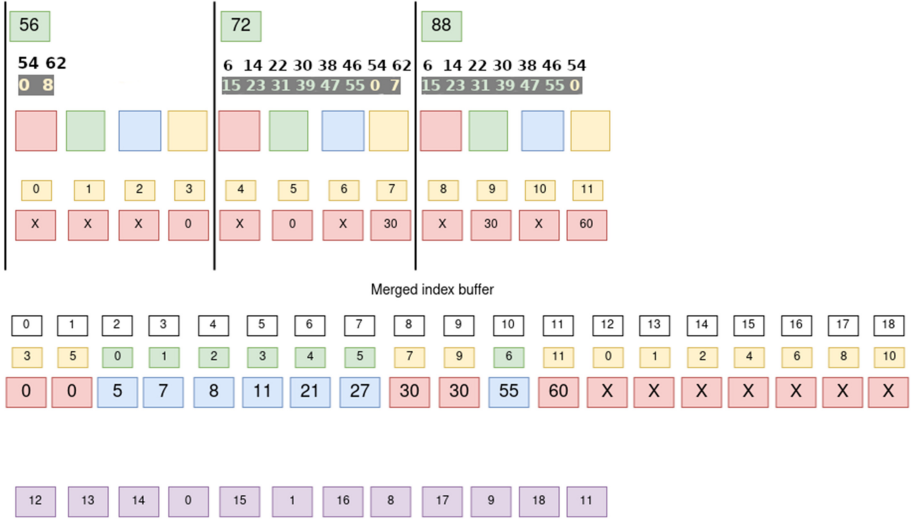 56 72 88
54 62 6 14 22 30 38 46 54 62 6 14 22 30 38 46 54
0 8 15 23 31 39 47 55 0 7 15 23 31 39 47 55 0
0 1 2 3 4 5 6 7 8 9 10 11
X X X 0 X 0 X 30 X 30 X 60
Merged index buffer
0 1 2 3 4 5 6 7 8 9 10 11 12 13 14 15 16 17 18
3 5 0 1 2 3 4 5 7 9 6 11 0 1 2 4 6 8 10
0 0 5 7 8 11 21 27 30 30 55 60 X X X X X X X
12 13 14 0 15 1 16 8 17 9 18 11